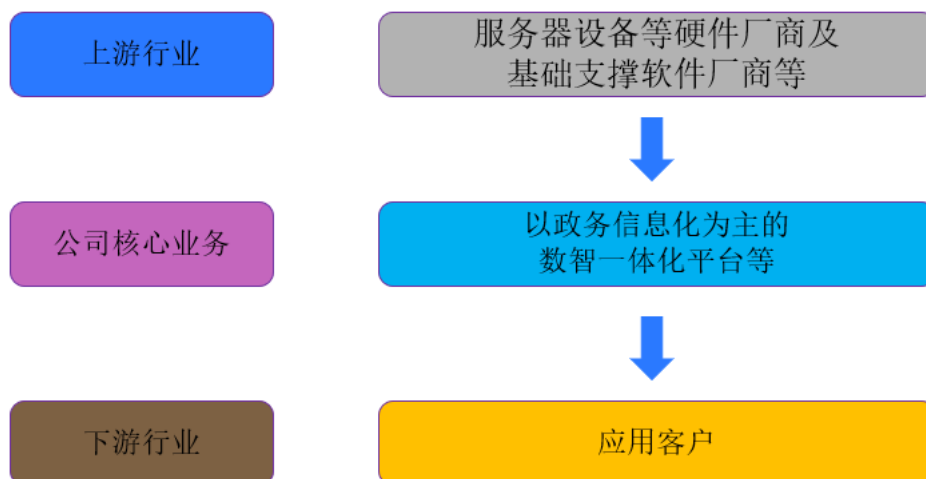 上游行业
服务器设备等硬件厂商及
基础支撑软件厂商等
公司核心业务
以政务信息化为主的
数智一体化平台等
下游行业
应用客户